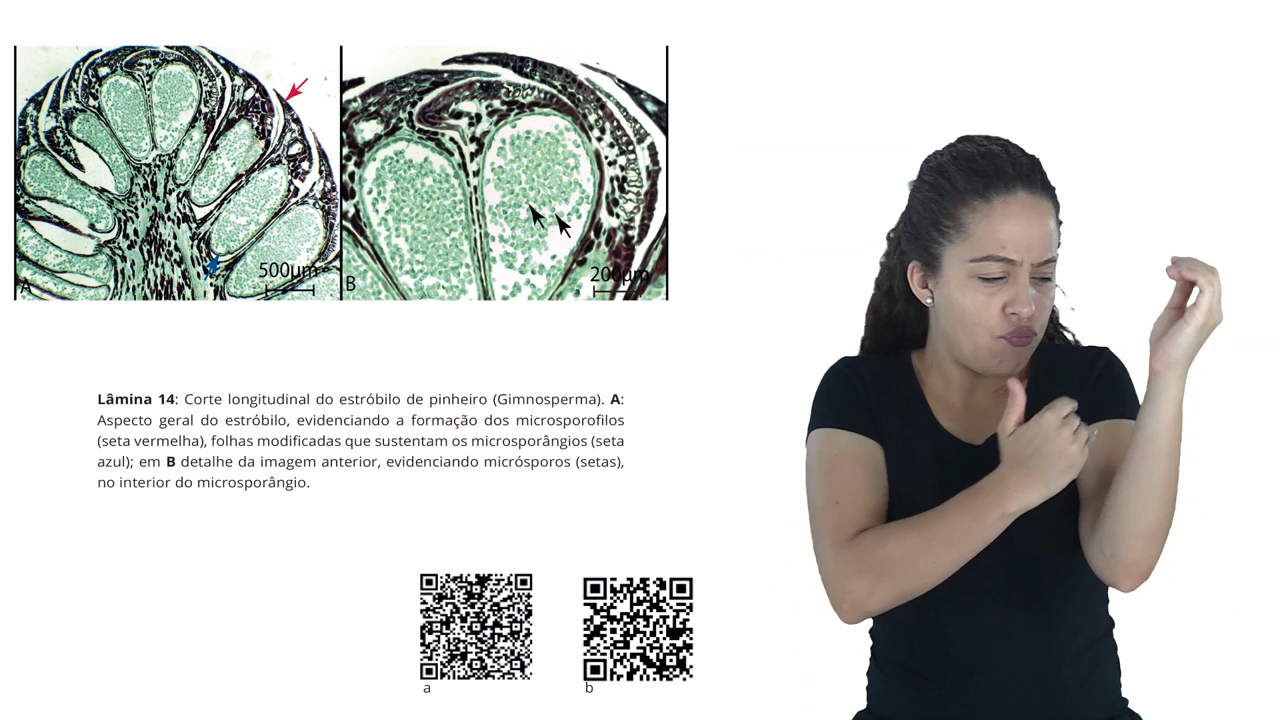 500µm
A
200µm
B
Lâmina 14: Corte longitudinal do estróbilo de pinheiro (Gimnosperma). A:
Aspecto geral do estróbilo, evidenciando a formação dos microsporofilos
(seta vermelha), folhas modificadas que sustentam os microsporângios (seta
azul); em B detalhe da imagem anterior, evidenciando micrósporos (setas),
no interior do microsporângio.
a
b